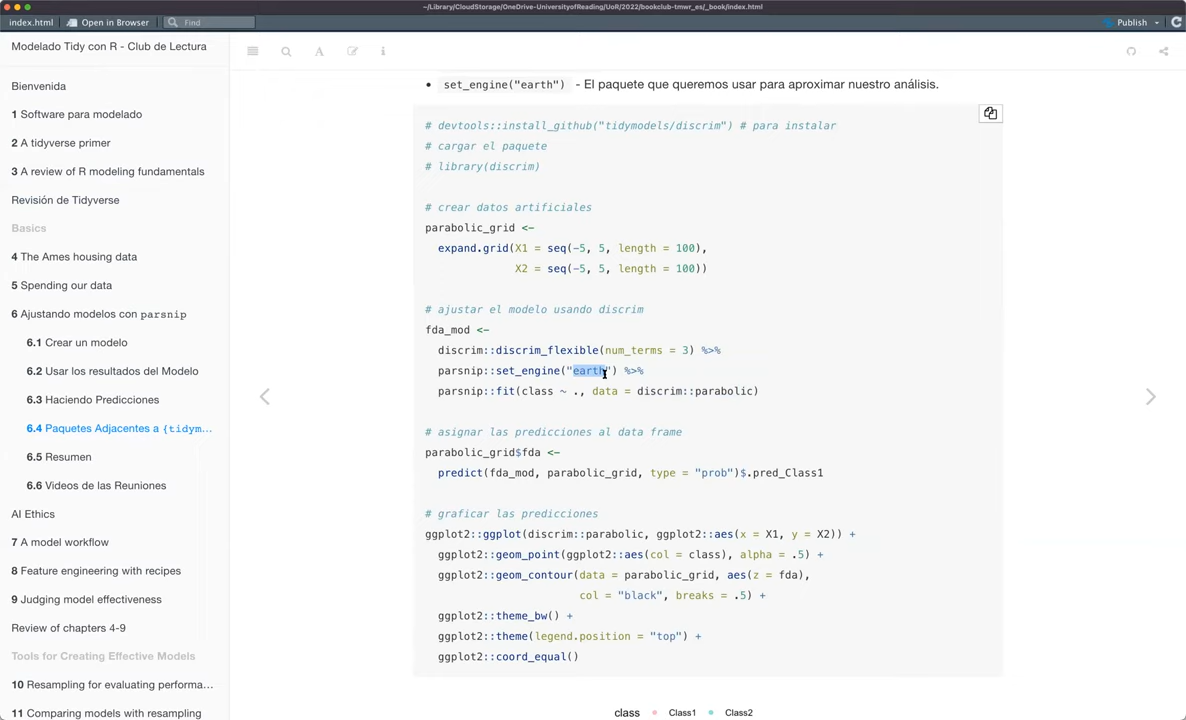 ~/Library/CloudStorage/OneDrive-UniversityofReading/UoR/2022/bookclub-tmwr_es/_book/index.html
index.html
Open in Browser
Find
Publish
Modelado Tidy con R - Club de Lectura
Bienvenida
1 Software para modelado
2 A tidyverse primer
3 A review of R modeling fundamentals
Revisión de Tidyverse
Basics
4 The Ames housing data
5 Spending our data
6 Ajustando modelos con parsnip
6.1 Crear un modelo
6.2 Usar los resultados del Modelo
6.3 Haciendo Predicciones
6.4 Paquetes Adjacentes a {tidym...
6.5 Resumen
6.6 Videos de las Reuniones
AI Ethics
7 A model workflow
8 Feature engineering with recipes
9 Judging model effectiveness
Review of chapters 4-9
Tools for Creating Effective Models
10 Resampling for evaluating performa...
11 Comparing models with resampling
A
i
• set_engine("earth") - El paquete que queremos usar para aproximar nuestro análisis.
# devtools::install_github("tidymodels/discrim") # para instalar
# cargar el paquete
# library(discrim)
# crear datos artificiales
parabolic_grid <-
expand.grid(X1 = seq(-5, 5, length = 100),
X2 = seq(-5, 5, length = 100))
# ajustar el modelo usando discrim
fda_mod <-
discrim::discrim_flexible(num_terms = 3) %>%
parsnip::set_engine("earth") %>%
parsnip::fit(class ~ ., data = discrim::parabolic)
# asignar las predicciones al data frame
parabolic_grid$fda <-
predict(fda_mod, parabolic_grid, type = "prob")$.pred_Class1
# graficar las predicciones
ggplot2::ggplot(discrim::parabolic, ggplot2::aes(x = X1, y = X2)) +
ggplot2::geom_point(ggplot2::aes(col = class), alpha = .5) +
ggplot2::geom_contour(data = parabolic_grid, aes(z = fda),
col = "black", breaks = .5) +
ggplot2::theme_bw() +
ggplot2::theme(legend.position = "top") +
ggplot2::coord_equal()
class Class1 Class2